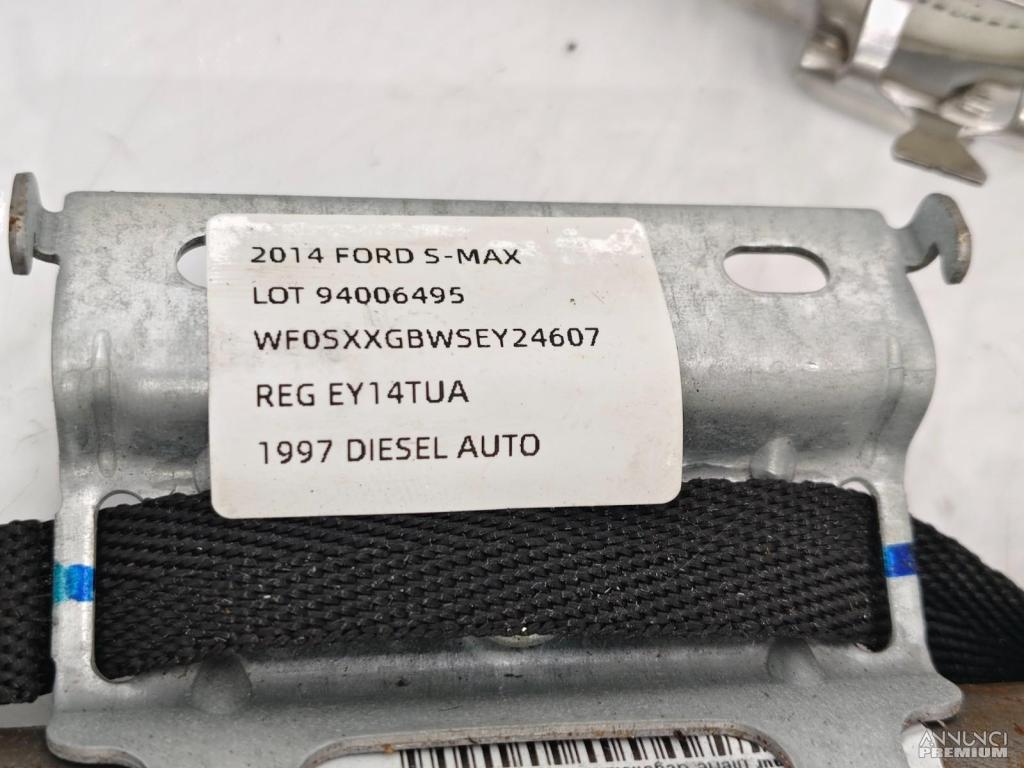 2014 FORD S-MAX
LOT 94006495
WF0SXXGBWSEY24607
REG EY14TUA
1997 DIESEL AUTO
ANNUNCI
PREMIUM